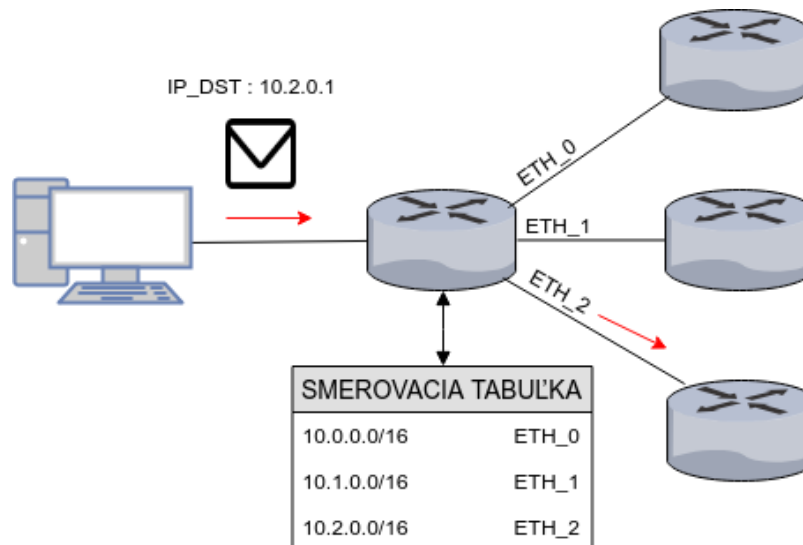 IP_DST : 10.2.0.1
ETH_0
ETH_1
ETH_2
SMEROVACIA TABUĽKA
10.0.0.0/16 ETH_0
10.1.0.0/16 ETH_1
10.2.0.0/16 ETH_2